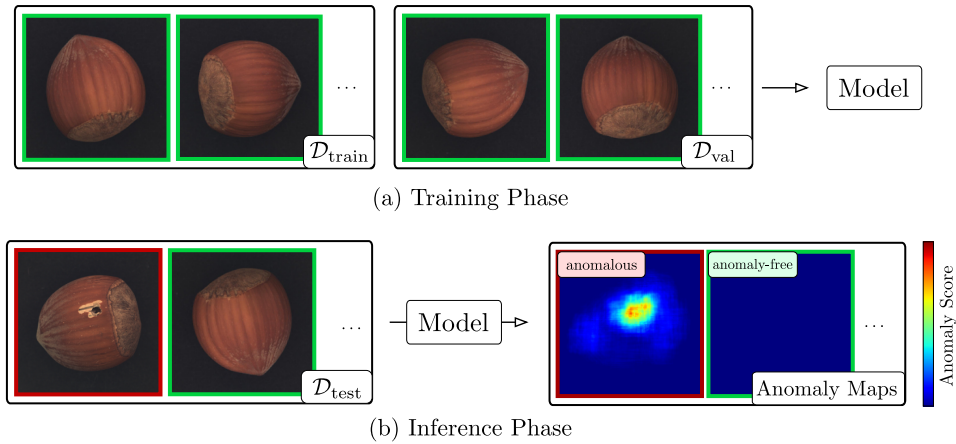 ...
...
Model
𝒟train
𝒟val
(a) Training Phase
anomalous
anomaly-free
Anomaly Score
...
Model
...
𝒟test
Anomaly Maps
(b) Inference Phase